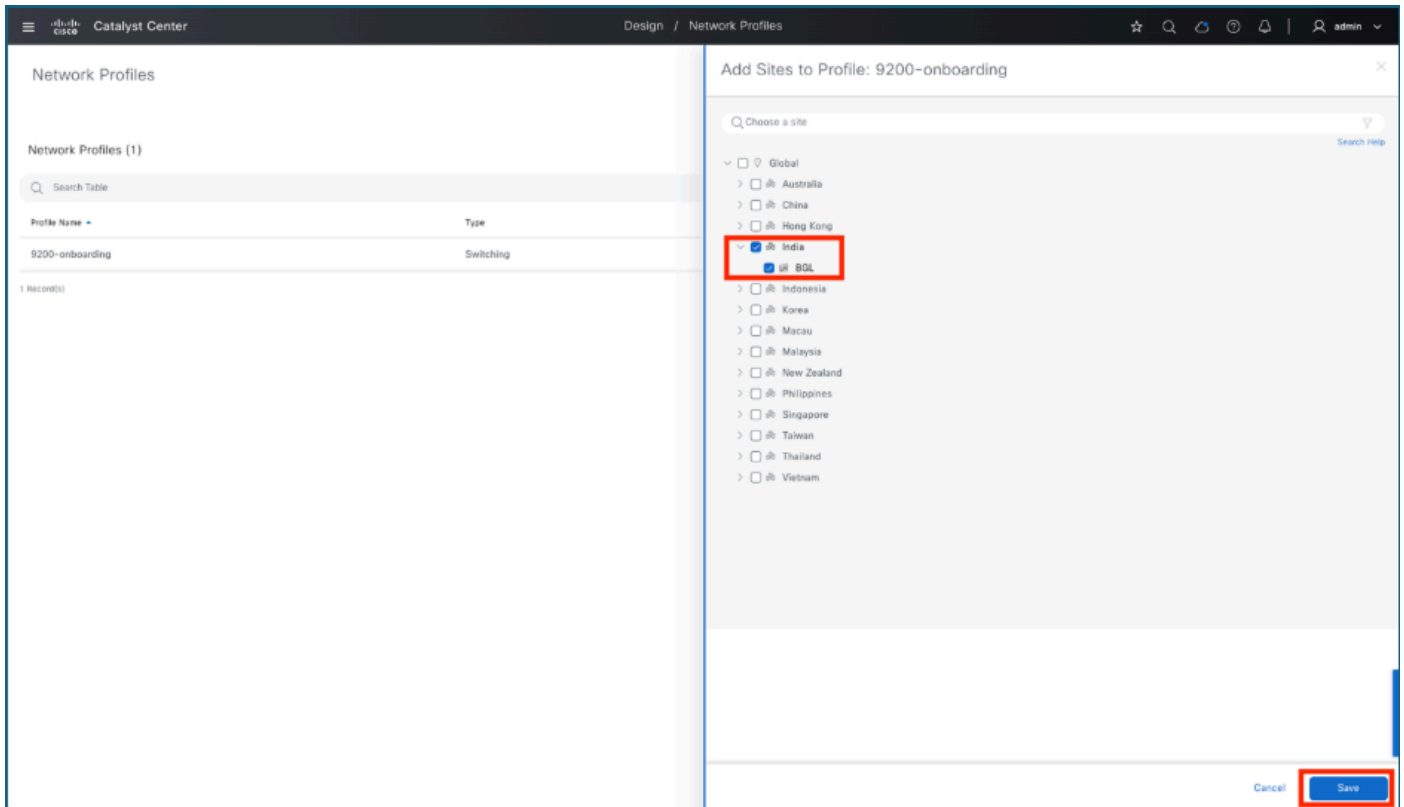 CISCO Catalyst Center Design / Network Profiles admin
Network Profiles
Network Profiles (1)
Search Table
Profile Name Type
9200-onboarding Switching
1 Record(s)
Add Sites to Profile: 9200-onboarding
Choose a site
Search Help
Global
Australia
China
Hong Kong
India
BGL
Indonesia
Korea
Macau
Malaysia
New Zealand
Philippines
Singapore
Taiwan
Thailand
Vietnam
Cancel Save